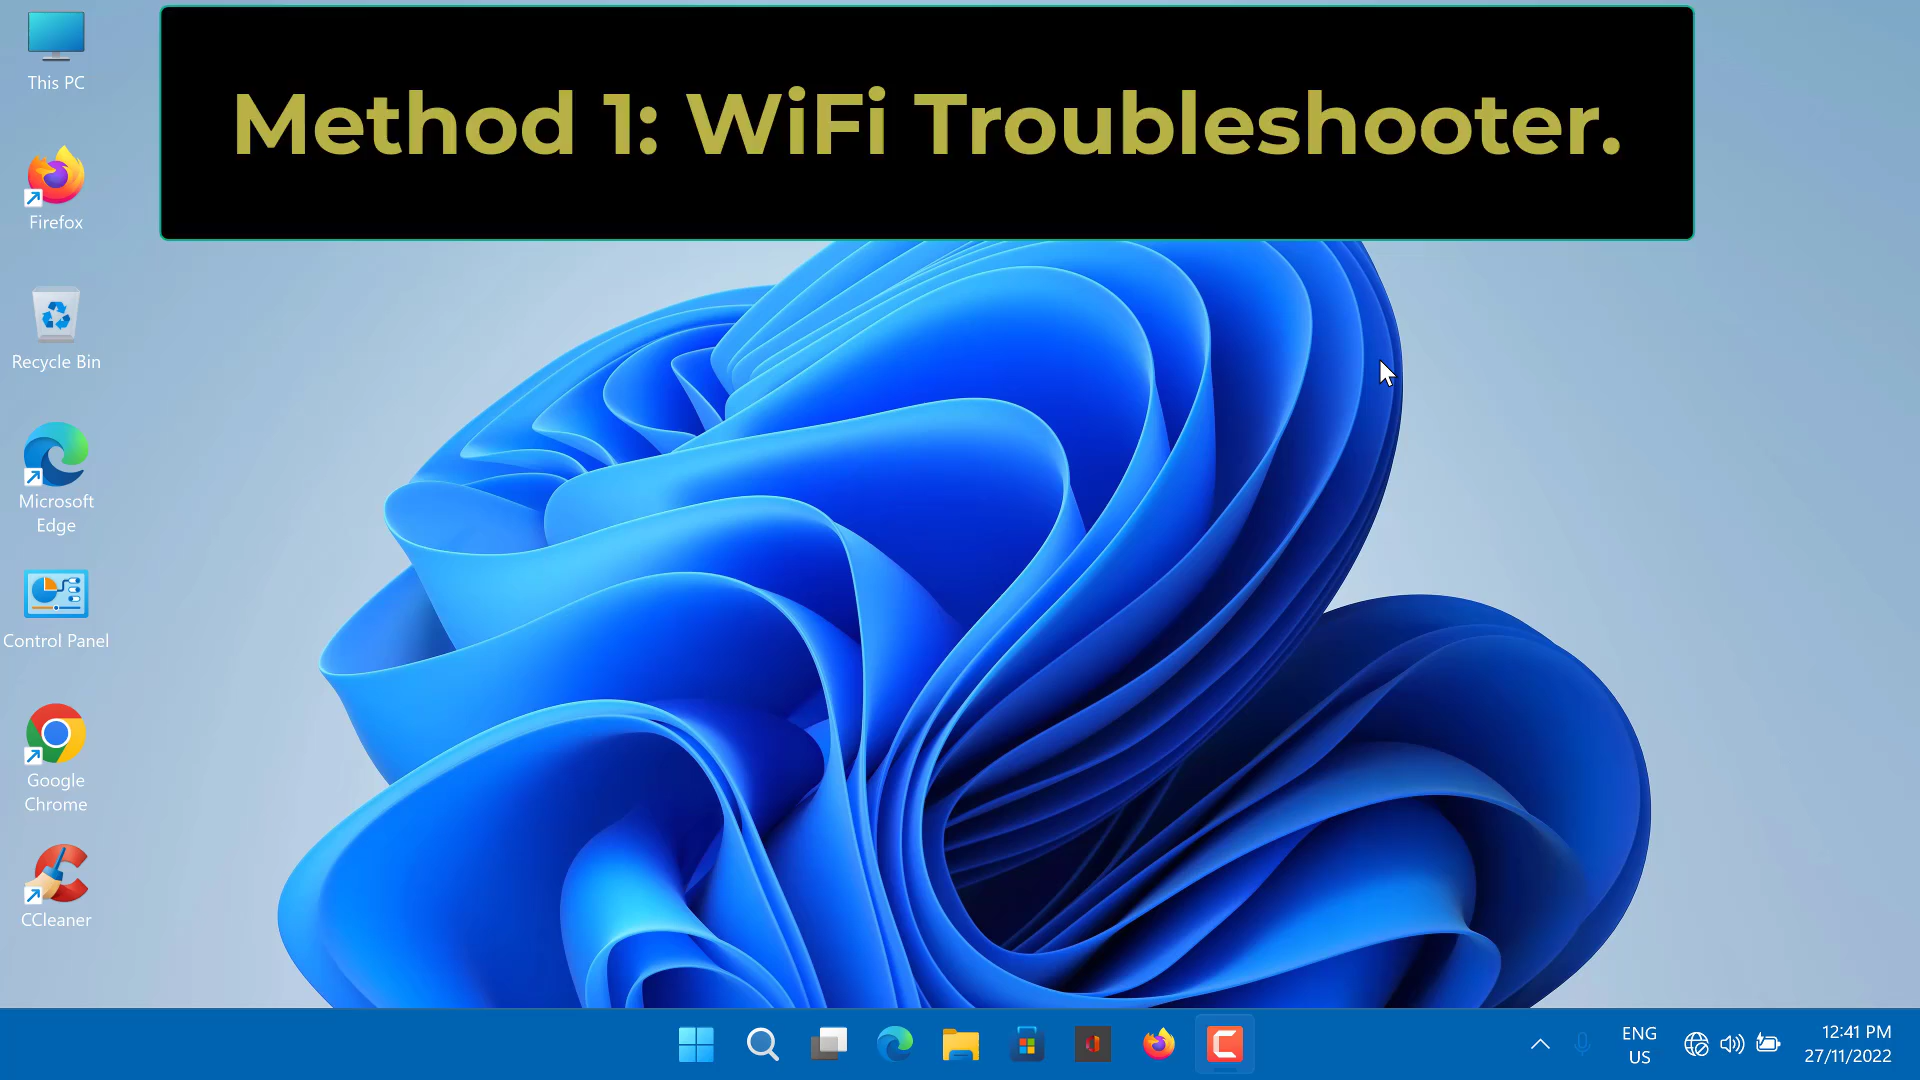 Method 1: WiFi Troubleshooter.
This PC
Firefox
Recycle Bin
Microsoft
Edge
Control Panel
Google
Chrome
CCleaner
ENG
US
12:41 PM
27/11/2022